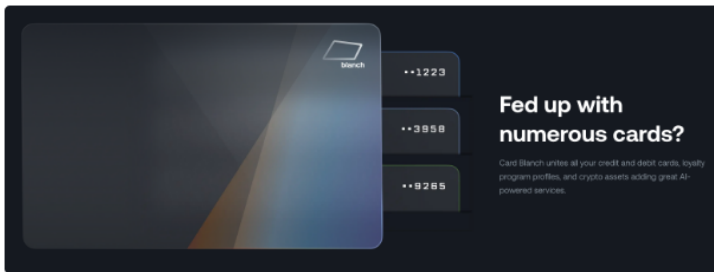 blanch
••1223
••3958
••9265
Fed up with
numerous cards?
Card Blanch unites all your credit and debit cards, loyalty
program profiles, and crypto assets adding great AI-
powered services.